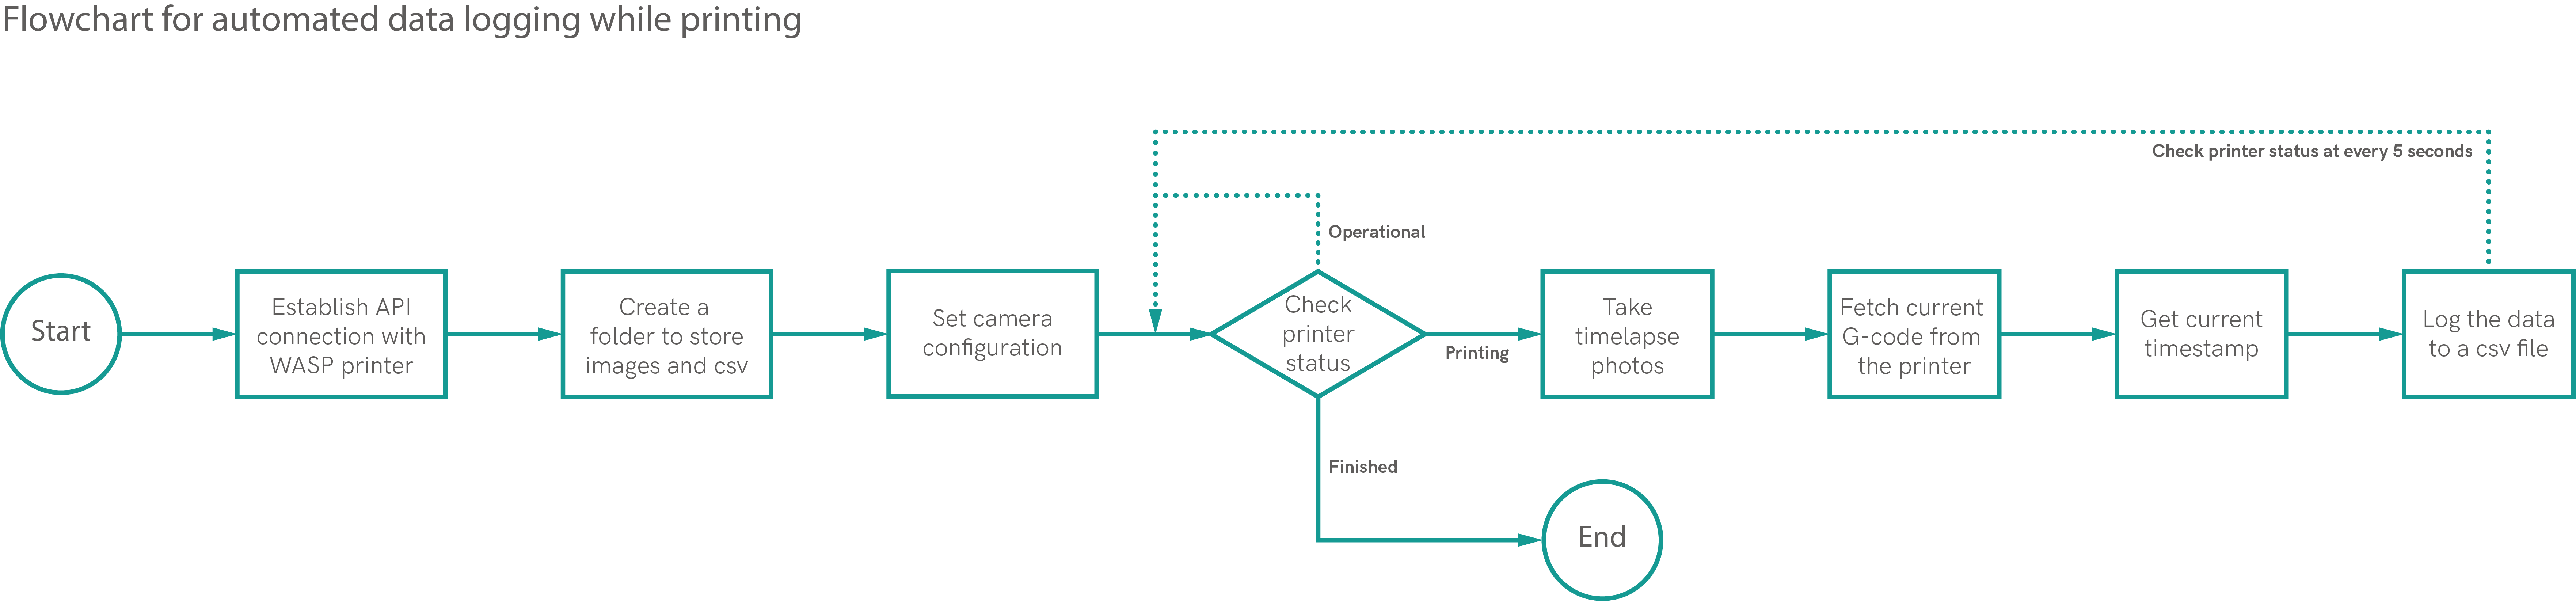 Flowchart for automated data logging while printing
Check printer status at every 5 seconds
Operational
Start
Establish API
connection with
WASP printer
Create a
folder to store
images and csv
Set camera
configuration
Check
printer
status
Printing
Take
timelapse
photos
Fetch current
G-code from
the printer
Get current
timestamp
Log the data
to a csv file
Finished
End